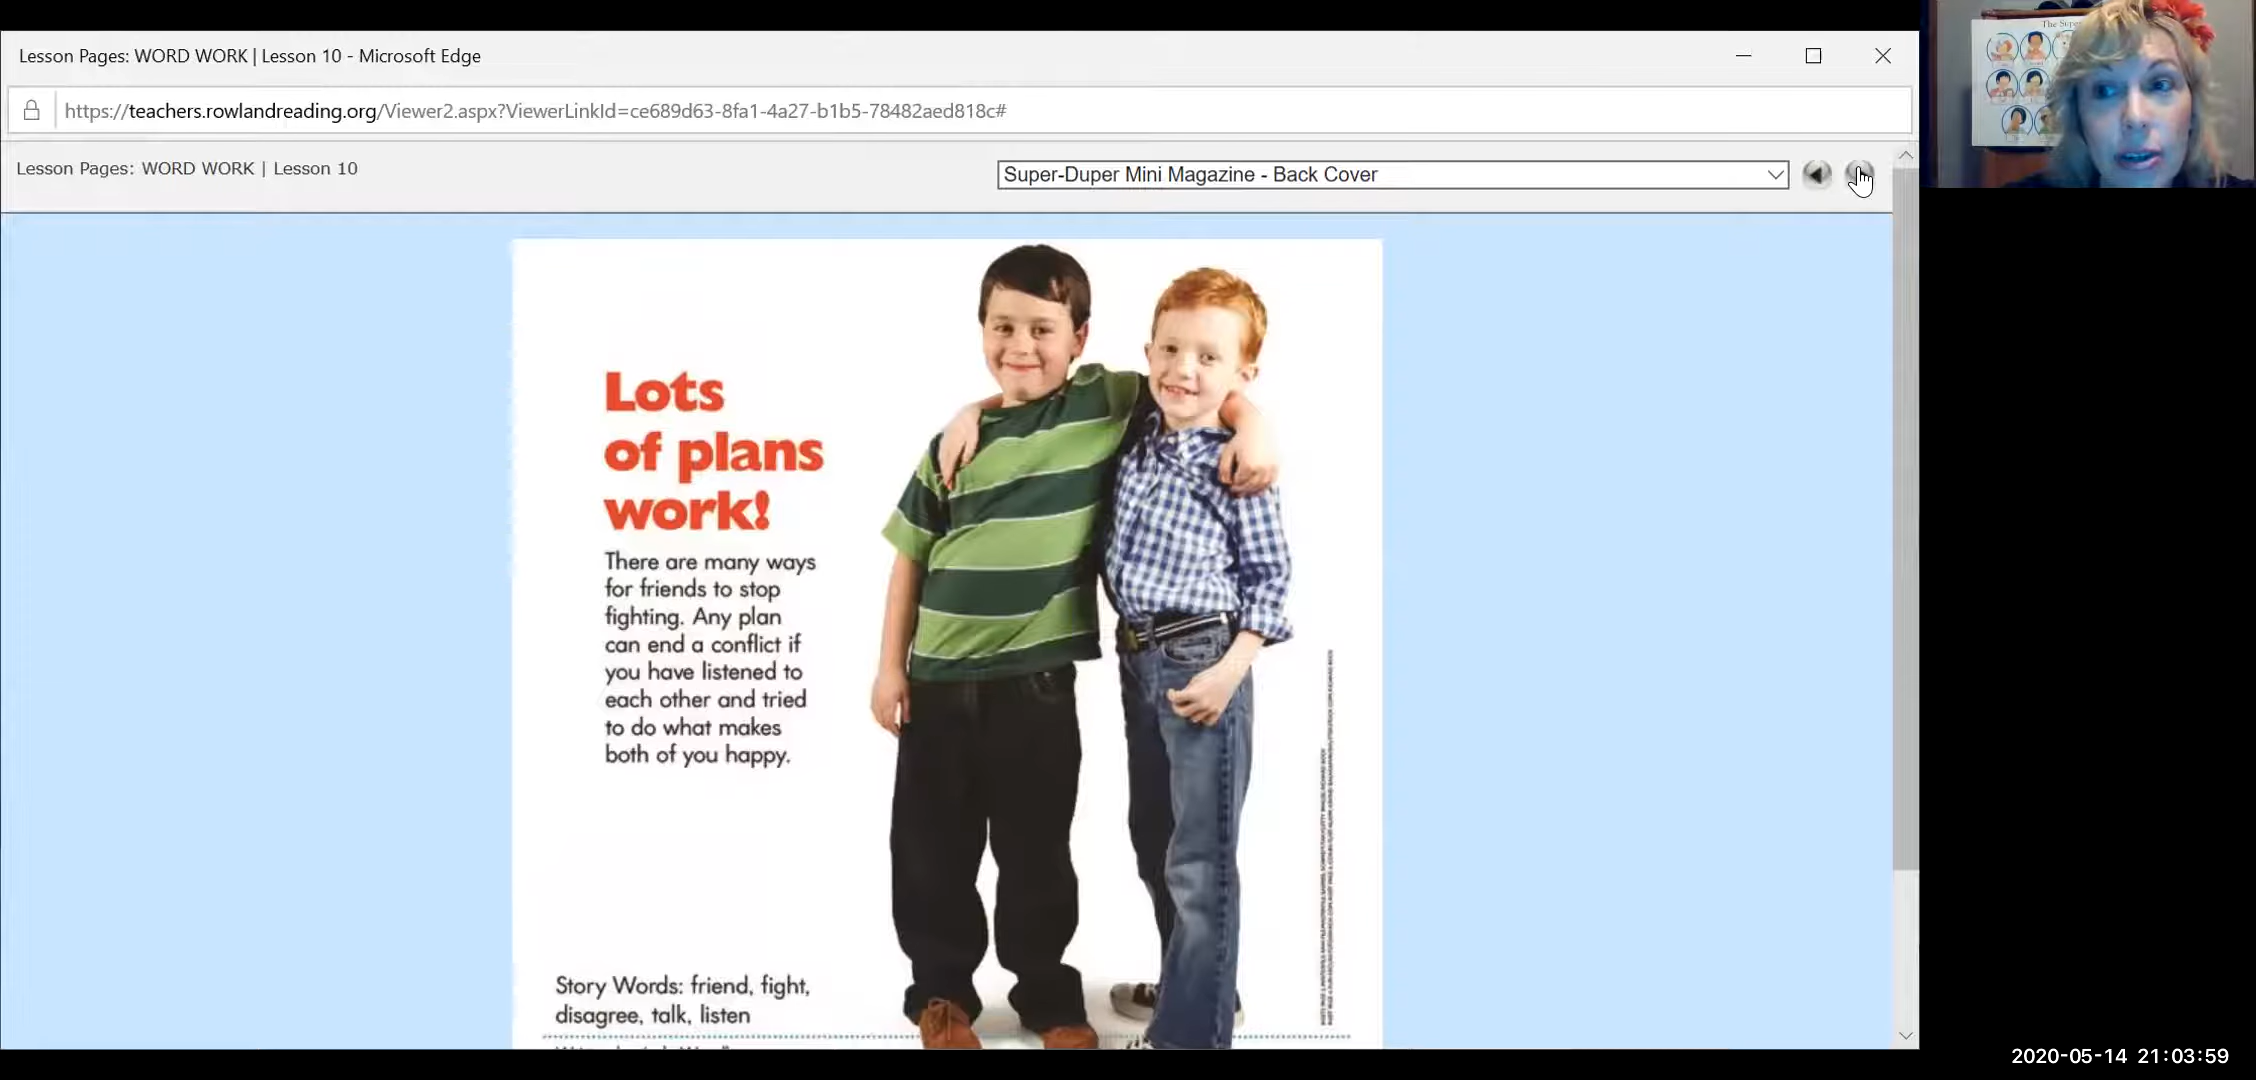 Lesson Pages: WORD WORK | Lesson 10 - Microsoft Edge
https://teachers.rowlandreading.org/Viewer2.aspx?ViewerLinkId=ce689d63-8fa1-4a27-b1b5-78482aed818c#
Lesson Pages: WORD WORK | Lesson 10
Super-Duper Mini Magazine - Back Cover
The Super
Lots
of plans
work!
There are many ways
for friends to stop
fighting. Any plan
can end a conflict if
you have listened to
each other and tried
to do what makes
both of you happy.
Story Words: friend, fight,
disagree, talk, listen
2020-05-14 21:03:59